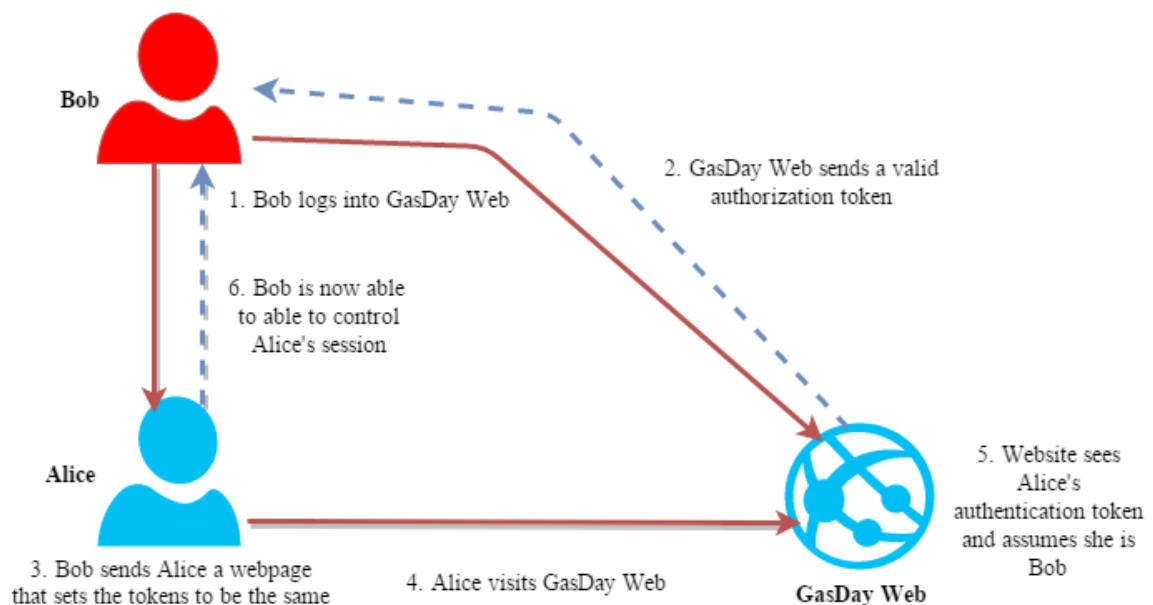 Bob
1. Bob logs into GasDay Web
2. GasDay Web sends a valid
authorization token
6. Bob is now able
to able to control
Alice's session
Alice
3. Bob sends Alice a webpage
that sets the tokens to be the same
4. Alice visits GasDay Web
5. Website sees
Alice's
authentication token
and assumes she is
Bob
GasDay Web